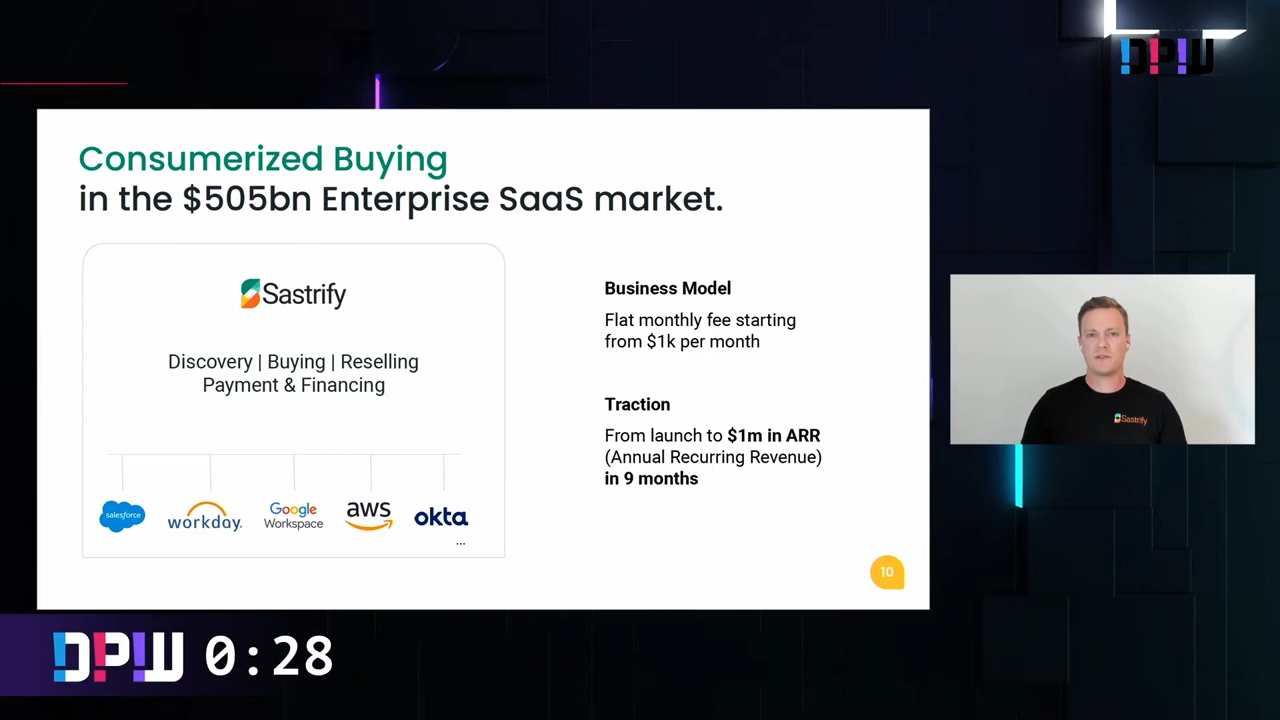 DPW
Consumerized Buying
in the $505bn Enterprise SaaS market.
Sastrify
Discovery | Buying | Reselling
Payment & Financing
salesforce
workday.
Google
Workspace
aws
okta
...
Business Model
Flat monthly fee starting
from $1k per month
Traction
From launch to $1m in ARR
(Annual Recurring Revenue)
in 9 months
10
Sastrify
DPW 0:28